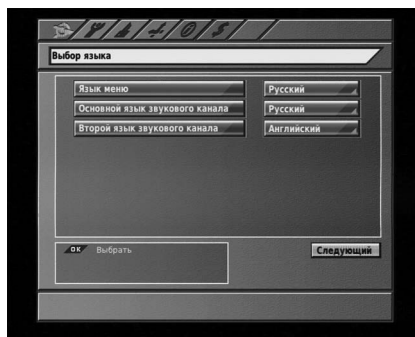 Выбор языка
Язык меню
Русский
Основной язык звукового канала
Русский
Второй язык звукового канала
Английский
OK Выбрать
Следующий